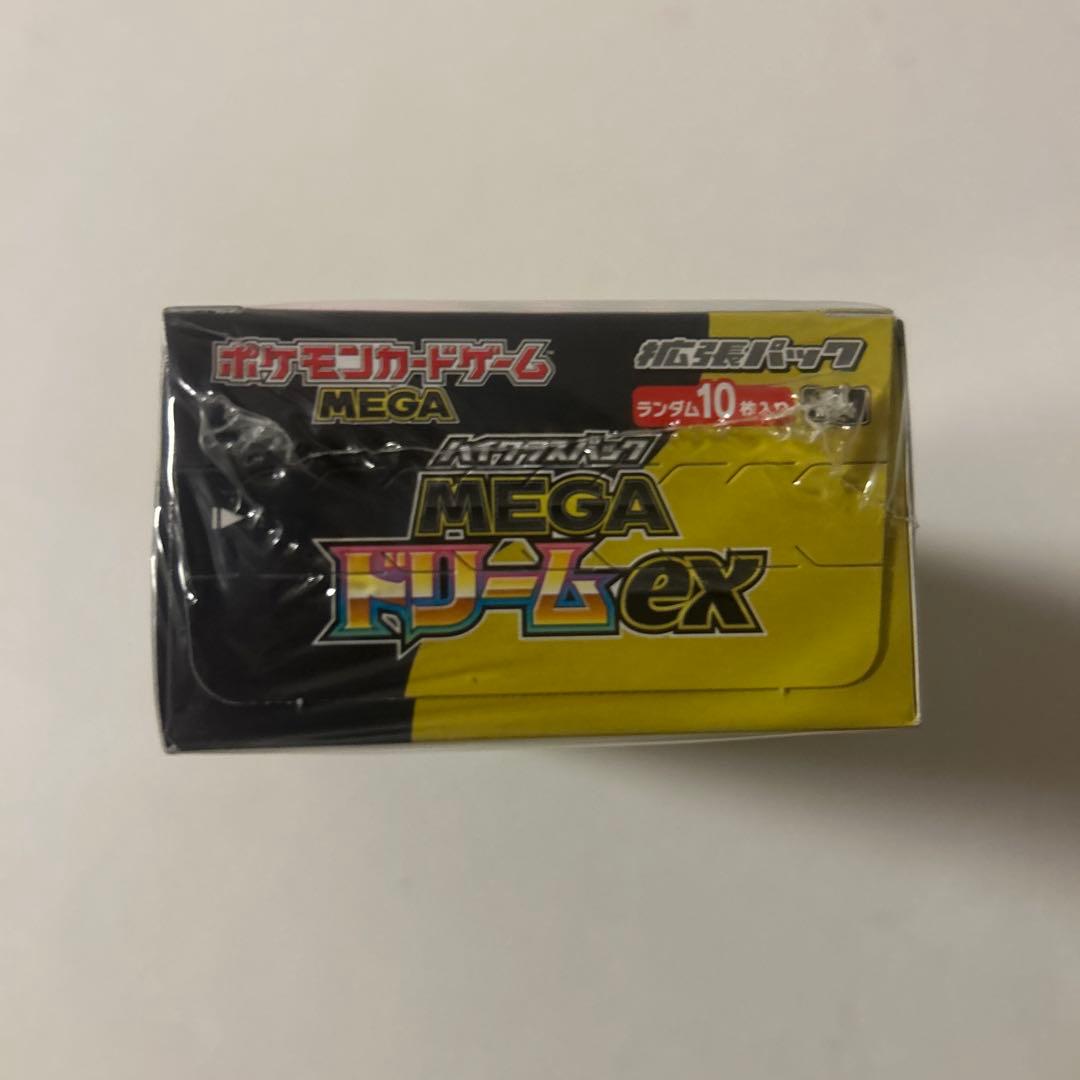 ポケモンカードゲーム
MEGA
拡張パック
ランダム10枚入り
ハイクラスパック
MEGA
ドリームex